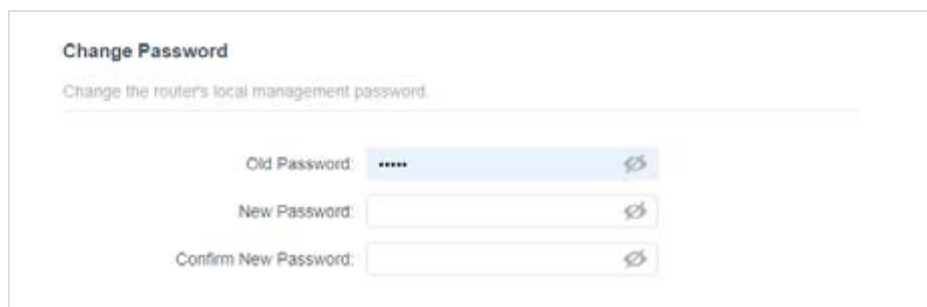 Change Password
Change the router's local management password.
Old Password: •••••
New Password:
Confirm New Password: